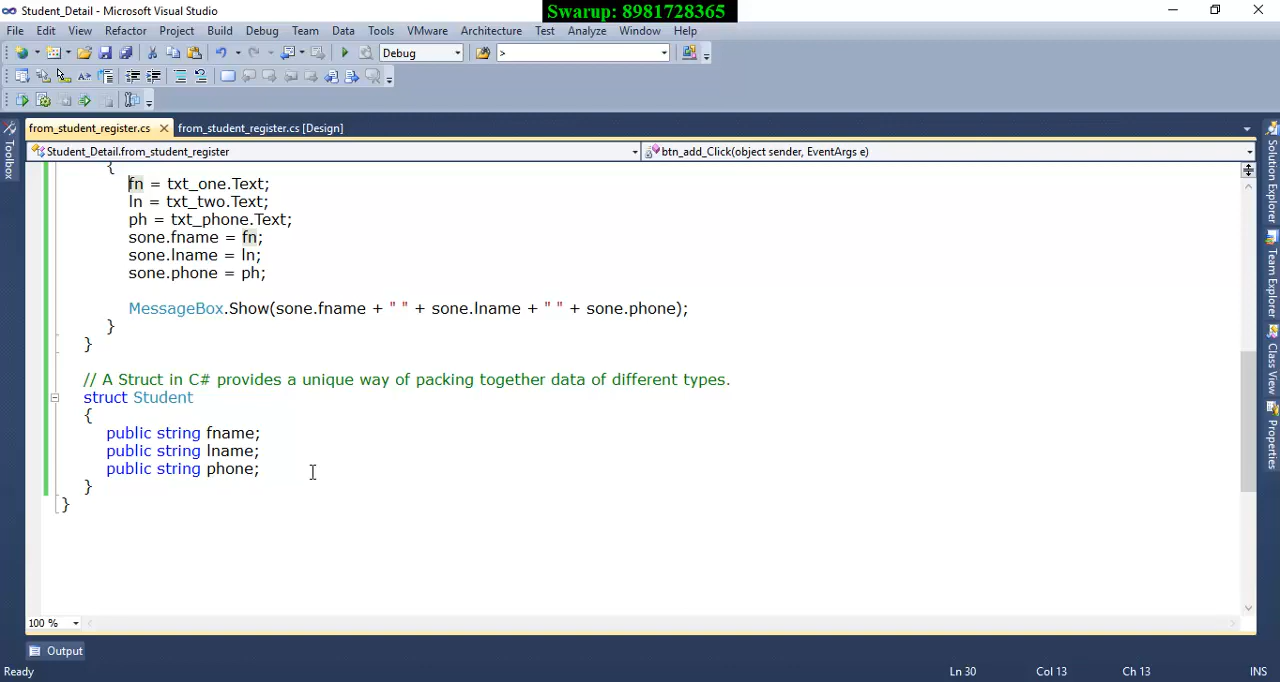 Student_Detail - Microsoft Visual Studio
Swarup: 8981728365
File Edit View Refactor Project Build Debug Team Data Tools VMware Architecture Test Analyze Window Help
Debug >
from_student_register.cs from_student_register.cs [Design]
Student_Detail.from_student_register btn_add_Click(object sender, EventArgs e)
{
fn = txt_one.Text;
ln = txt_two.Text;
ph = txt_phone.Text;
sone.fname = fn;
sone.lname = ln;
sone.phone = ph;
MessageBox.Show(sone.fname + " " + sone.lname + " " + sone.phone);
}
}
// A Struct in C# provides a unique way of packing together data of different types.
struct Student
{
public string fname;
public string lname;
public string phone;
}
}
100 %
Output
Ready Ln 30 Col 13 Ch 13 INS
Toolbox
Solution Explorer
Team Explorer
Class View
Properties